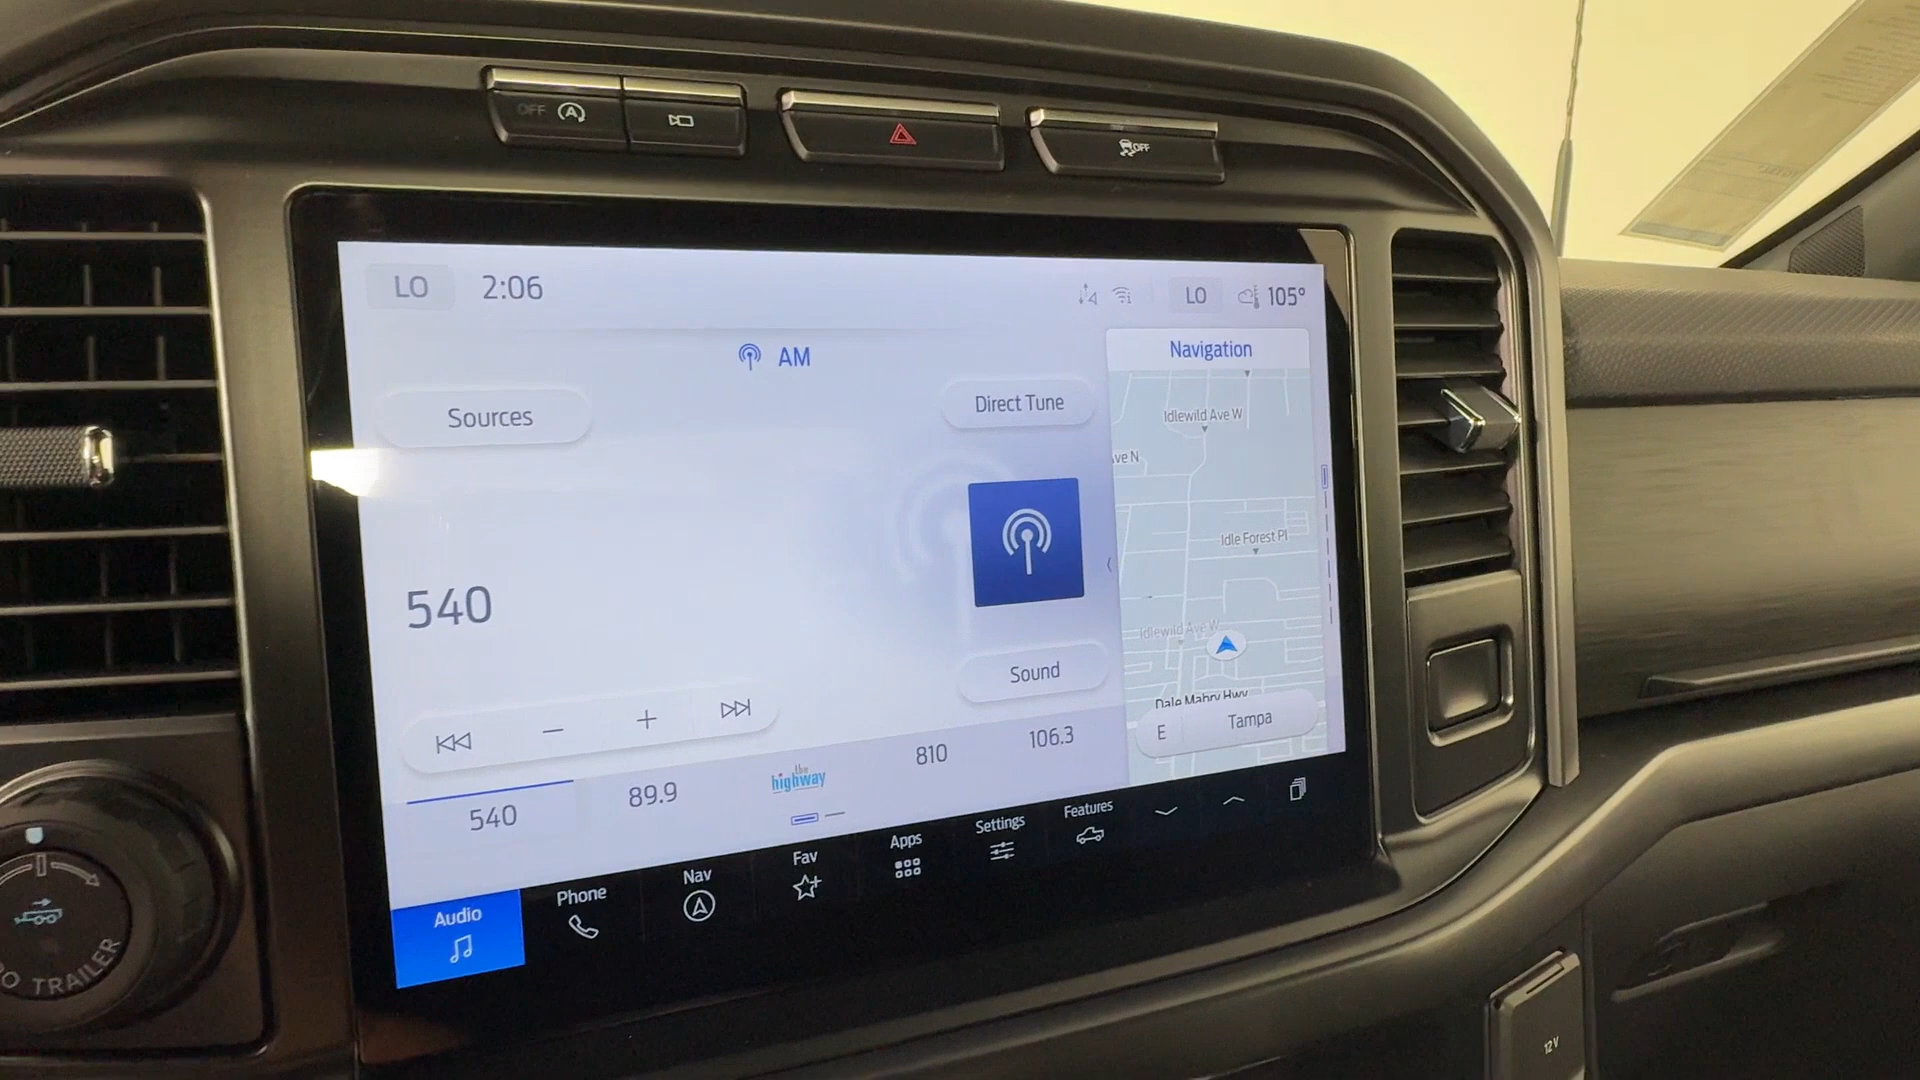 OFF
OFF
LO 2:06
LO 105°
AM
Navigation
Sources
Direct Tune
Idlewild Ave W
Ave N
Idle Forest Pl
540
Idlewild Ave W
Sound
Dale Mabry Hwy
E Tampa
540
89.9
the
highway
810
106.3
Audio
Phone
Nav
Fav
Apps
Settings
Features
O TRAILER
12V